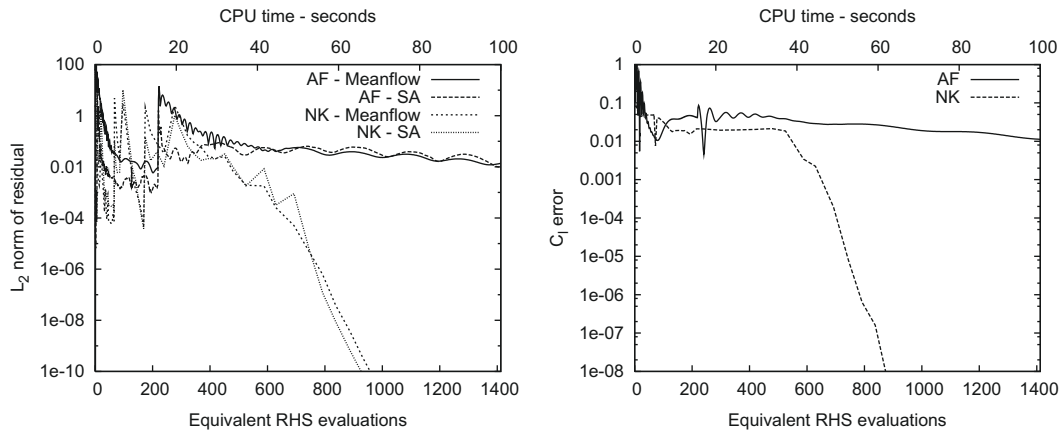 CPU time - seconds
0 20 40 60 80 100
100
1
0.01
1e-04
1e-06
1e-08
1e-10
L2 norm of residual
AF - Meanflow
AF - SA
NK - Meanflow
NK - SA
0 200 400 600 800 1000 1200 1400
Equivalent RHS evaluations
CPU time - seconds
0 20 40 60 80 100
1
0.1
0.01
0.001
1e-04
1e-05
1e-06
1e-07
1e-08
Cl error
AF
NK
0 200 400 600 800 1000 1200 1400
Equivalent RHS evaluations